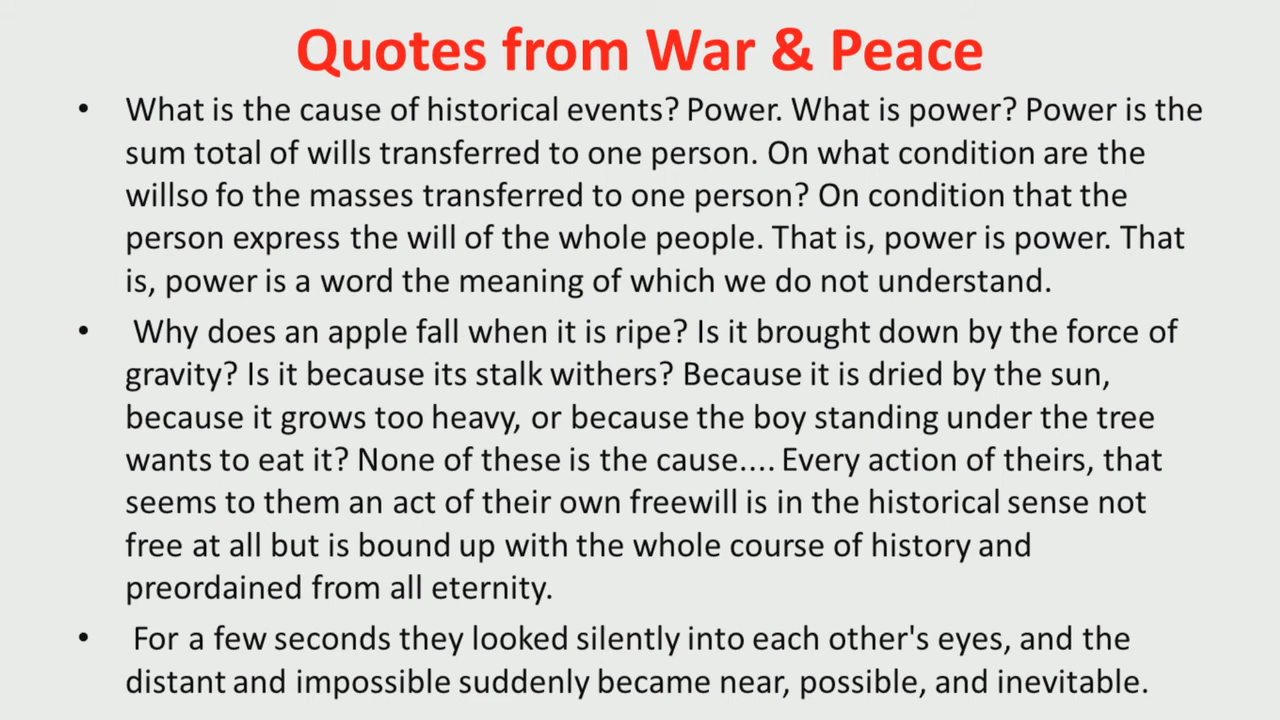 Quotes from War & Peace
• What is the cause of historical events? Power. What is power? Power is the
sum total of wills transferred to one person. On what condition are the
willso fo the masses transferred to one person? On condition that the
person express the will of the whole people. That is, power is power. That
is, power is a word the meaning of which we do not understand.
• Why does an apple fall when it is ripe? Is it brought down by the force of
gravity? Is it because its stalk withers? Because it is dried by the sun,
because it grows too heavy, or because the boy standing under the tree
wants to eat it? None of these is the cause.... Every action of theirs, that
seems to them an act of their own freewill is in the historical sense not
free at all but is bound up with the whole course of history and
preordained from all eternity.
• For a few seconds they looked silently into each other's eyes, and the
distant and impossible suddenly became near, possible, and inevitable.